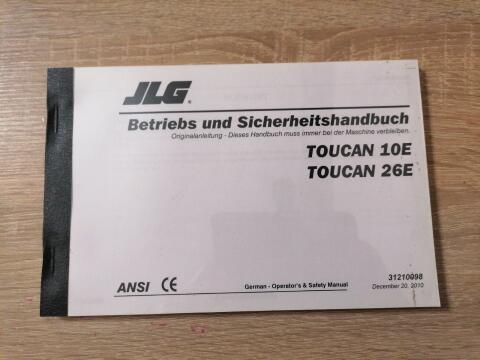 JLG
Betriebs und Sicherheitshandbuch
Originalanleitung - Dieses Handbuch muss immer bei der Maschine verbleiben.
TOUCAN 10E
TOUCAN 26E
31210098
ANSI CE German - Operator's & Safety Manual December 20, 2010